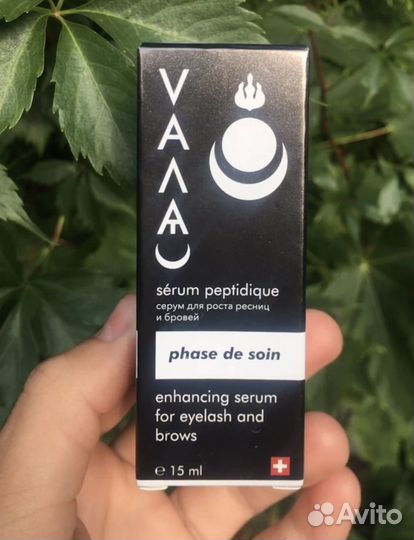 sérum peptidique
серум для роста ресниц
и бровей
phase de soin
enhancing serum
for eyelash and
brows
℮ 15 ml
Avito